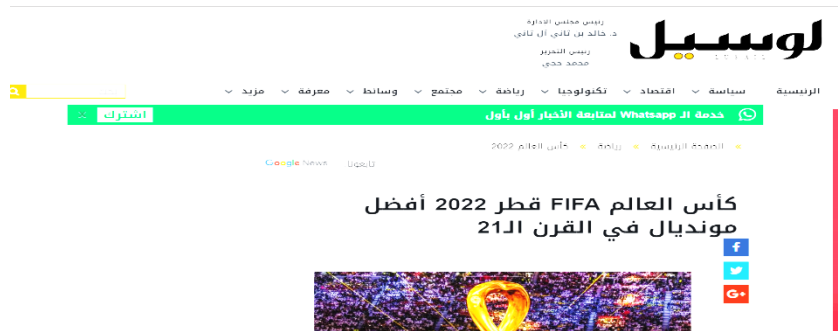 رئيس مجلس الادارة
د. خالد بن ثاني آل ثاني
رئيس التحرير
محمد حجي
لوسيل
الرئيسية سياسة اقتصاد تكنولوجيا رياضة مجتمع وسائط معرفة مزيد
خدمة الـ Whatsapp لمتابعة الأخبار أول بأول اشترك ×
الصفحة الرئيسية رياضة كأس العالم 2022
تابعونا Google News
كأس العالم FIFA قطر 2022 أفضل
مونديال في القرن الـ21
f
G+